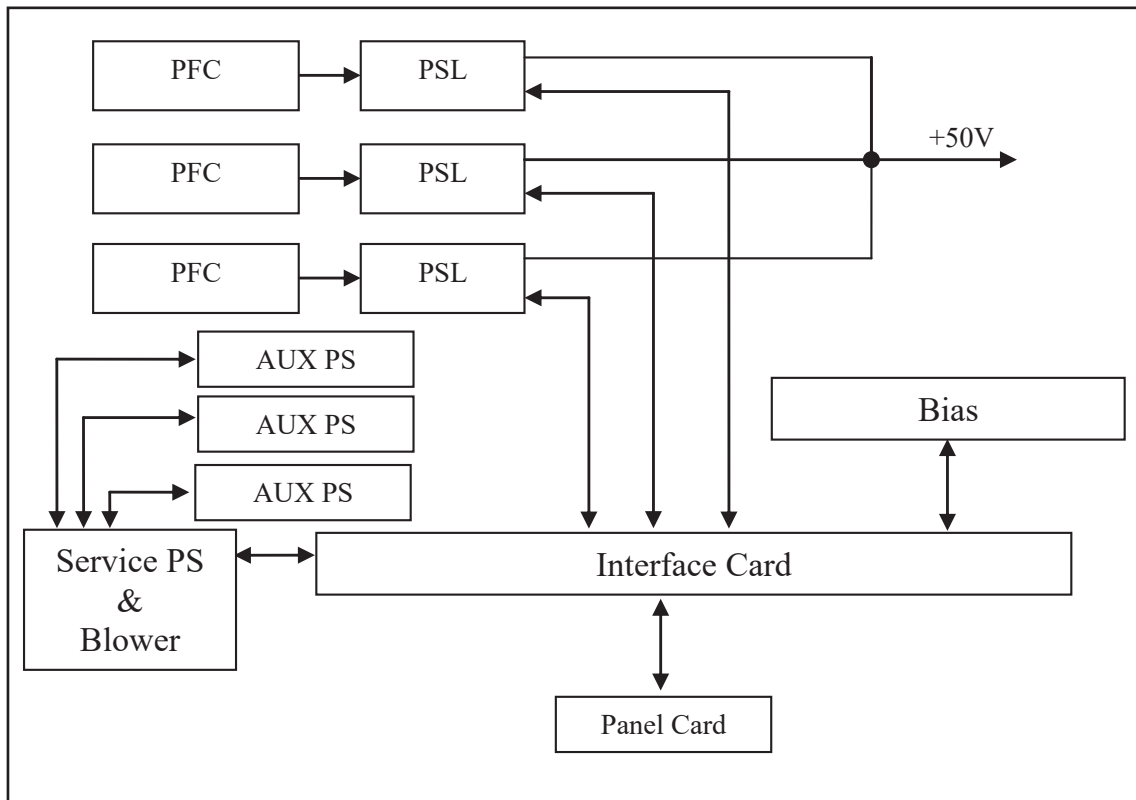 PFC
PSL
+50V
PFC
PSL
PFC
PSL
AUX PS
Bias
AUX PS
AUX PS
Service PS
&
Blower
Interface Card
Panel Card